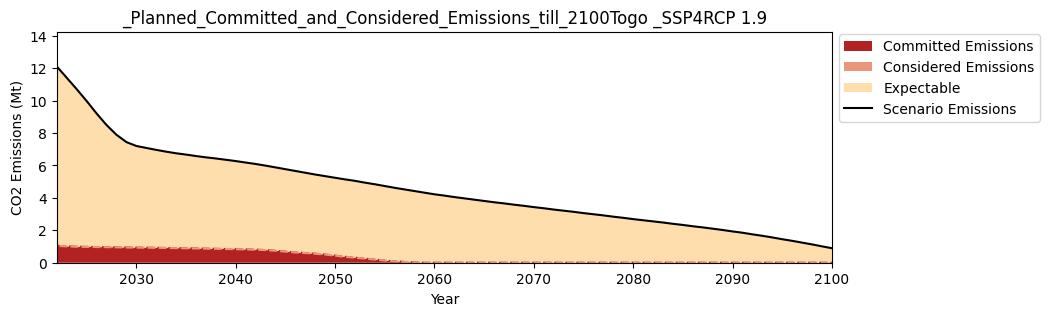 _Planned_Committed_and_Considered_Emissions_till_2100Togo _SSP4RCP 1.9
14
12
10
8
6
4
2
0
CO2 Emissions (Mt)
2030 2040 2050 2060 2070 2080 2090 2100
Year
Committed Emissions
Considered Emissions
Expectable
Scenario Emissions